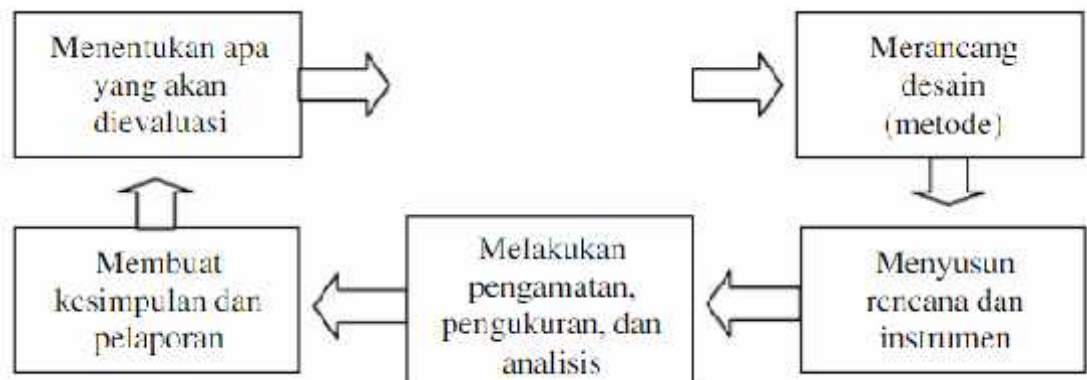 Menentukan apa
yang akan
dievaluasi
Merancang
desain
(metode)
Menyusun
rencana dan
instrumen
Melakukan
pengamatan,
pengukuran, dan
analisis
Membuat
kesimpulan dan
pelaporan